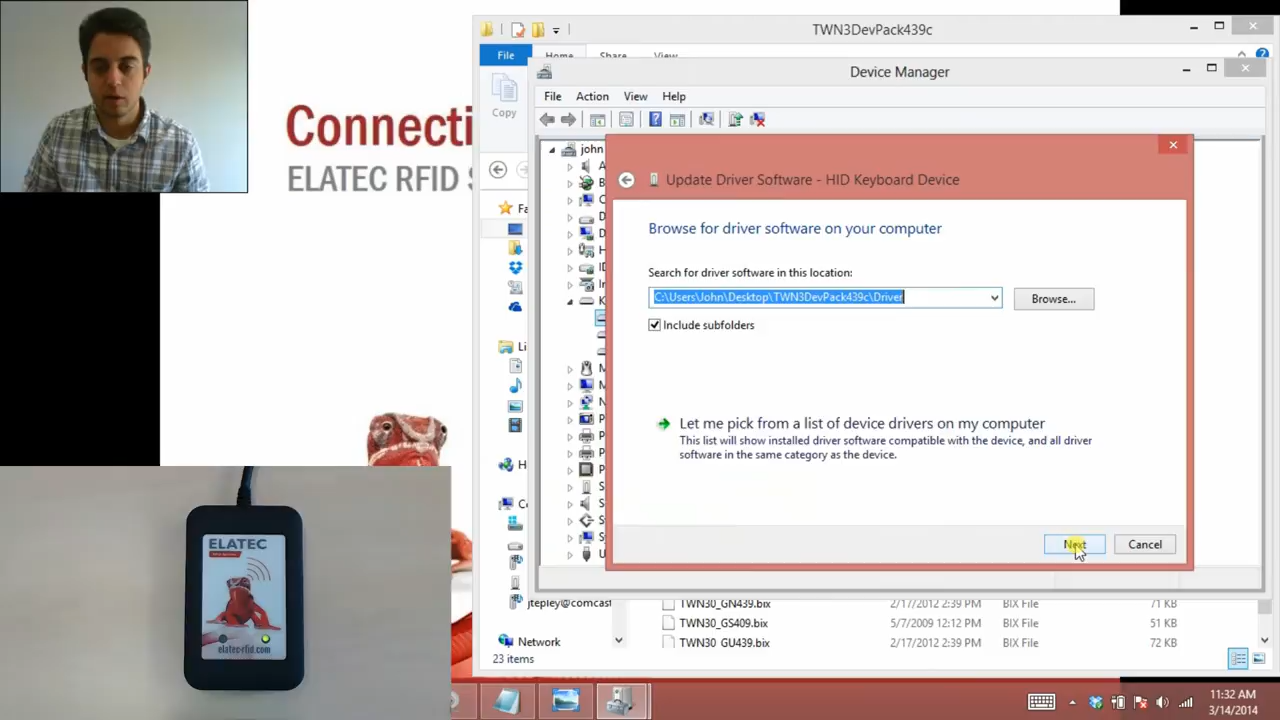 Connecti
ELATEC RFID S
TWN3DevPack439c
File
Home
Share
View
Copy
Device Manager
File Action View Help
john
Update Driver Software - HID Keyboard Device
Browse for driver software on your computer
Search for driver software in this location:
C:\Users\John\Desktop\TWN3DevPack439c\Driver
Browse...
Include subfolders
Let me pick from a list of device drivers on my computer
This list will show installed driver software compatible with the device, and all driver
software in the same category as the device.
Next
Cancel
Fa
Li
H
Co
jtepley@comcast
Network
TWN30_GN439.bix 2/17/2012 2:39 PM BIX File 71 KB
TWN30_GS409.bix 5/7/2009 12:12 PM BIX File 51 KB
TWN30_GU439.bix 2/17/2012 2:39 PM BIX File 72 KB
23 items
11:32 AM
3/14/2014
ELATEC
elatec-rfid.com